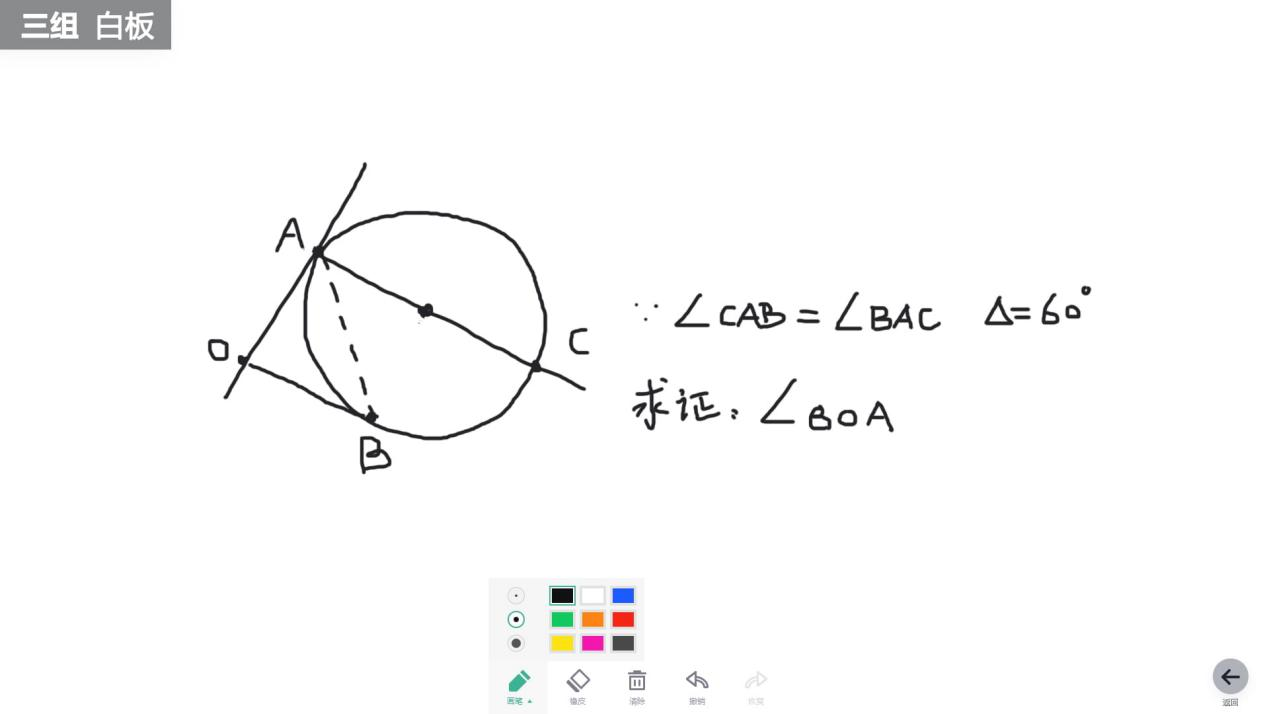 三组 白板
A
O
C
B
∵ ∠CAB = ∠BAC Δ=60°
求证：∠BOA
画笔 橡皮 清除 撤销 恢复
返回